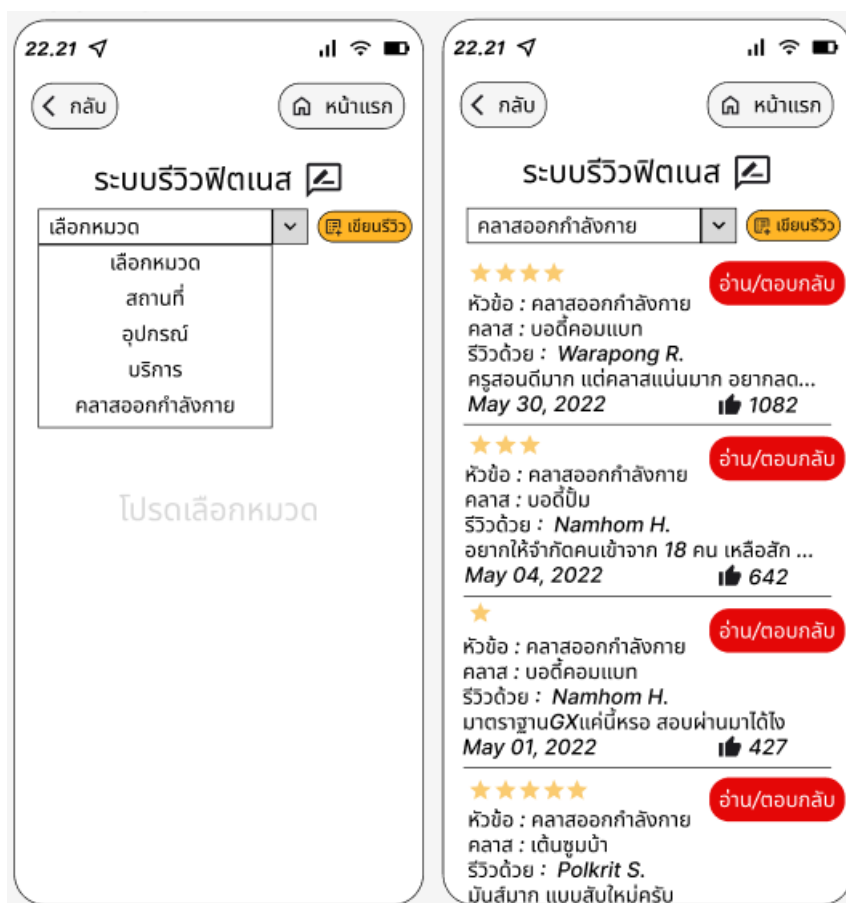 22.21
กลับ
หน้าแรก
ระบบรีวิวฟิตเนส
เลือกหมวด
เขียนรีวิว
เลือกหมวด
สถานที่
อุปกรณ์
บริการ
คลาสออกกำลังกาย
โปรดเลือกหมวด
22.21
กลับ
หน้าแรก
ระบบรีวิวฟิตเนส
คลาสออกกำลังกาย
เขียนรีวิว
อ่าน/ตอบกลับ
หัวข้อ : คลาสออกกำลังกาย
คลาส : บอดี้คอมแบท
รีวิวด้วย : Warapong R.
ครูสอนดีมาก แต่คลาสแน่นมาก อยากลด...
May 30, 2022 1082
อ่าน/ตอบกลับ
หัวข้อ : คลาสออกกำลังกาย
คลาส : บอดี้ปั้ม
รีวิวด้วย : Namhom H.
อยากให้จำกัดคนเข้าจาก 18 คน เหลือสัก ...
May 04, 2022 642
อ่าน/ตอบกลับ
หัวข้อ : คลาสออกกำลังกาย
คลาส : บอดี้คอมแบท
รีวิวด้วย : Namhom H.
มาตราฐานGXแค่นี้หรอ สอบผ่านมาได้ไง
May 01, 2022 427
อ่าน/ตอบกลับ
หัวข้อ : คลาสออกกำลังกาย
คลาส : เต้นซูมบ้า
รีวิวด้วย : Polkrit S.
มันส์มาก แบบสับใหม่ครับ